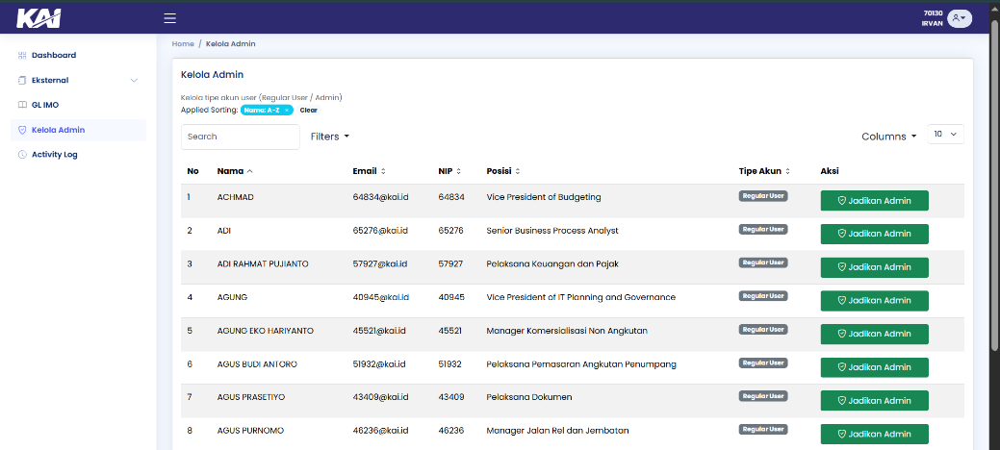 KAI
70130
IRVAN
Dashboard
Eksternal
GL IMO
Kelola Admin
Activity Log
Home / Kelola Admin
Kelola Admin
Kelola tipe akun user (Regular User / Admin)
Applied Sorting: Nama: A-Z × Clear
Search Filters Columns 10
No Nama Email NIP Posisi Tipe Akun Aksi
1 ACHMAD 64834@kai.id 64834 Vice President of Budgeting Regular User Jadikan Admin
2 ADI 65276@kai.id 65276 Senior Business Process Analyst Regular User Jadikan Admin
3 ADI RAHMAT PUJIANTO 57927@kai.id 57927 Pelaksana Keuangan dan Pajak Regular User Jadikan Admin
4 AGUNG 40945@kai.id 40945 Vice President of IT Planning and Governance Regular User Jadikan Admin
5 AGUNG EKO HARIYANTO 45521@kai.id 45521 Manager Komersialisasi Non Angkutan Regular User Jadikan Admin
6 AGUS BUDI ANTORO 51932@kai.id 51932 Pelaksana Pemasaran Angkutan Penumpang Regular User Jadikan Admin
7 AGUS PRASETIYO 43409@kai.id 43409 Pelaksana Dokumen Regular User Jadikan Admin
8 AGUS PURNOMO 46236@kai.id 46236 Manager Jalan Rel dan Jembatan Regular User Jadikan Admin